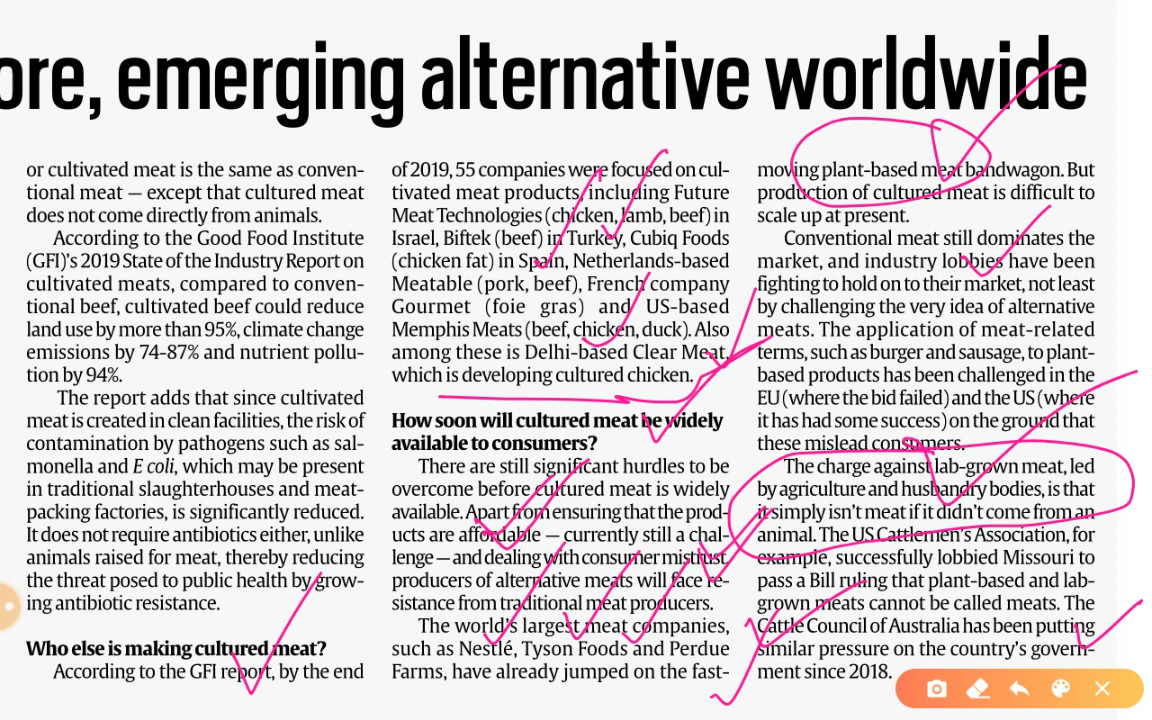 ore, emerging alternative worldwide
or cultivated meat is the same as conven-
tional meat — except that cultured meat
does not come directly from animals.
According to the Good Food Institute
(GFI)'s 2019 State of the Industry Report on
cultivated meats, compared to conven-
tional beef, cultivated beef could reduce
land use by more than 95%, climate change
emissions by 74-87% and nutrient pollu-
tion by 94%.
The report adds that since cultivated
meat is created in clean facilities, the risk of
contamination by pathogens such as sal-
monella and E coli, which may be present
in traditional slaughterhouses and meat-
packing factories, is significantly reduced.
It does not require antibiotics either, unlike
animals raised for meat, thereby reducing
the threat posed to public health by grow-
ing antibiotic resistance.
Who else is making cultured meat?
According to the GFI report, by the end
of 2019, 55 companies were focused on cul-
tivated meat products, including Future
Meat Technologies (chicken, lamb, beef) in
Israel, Biftek (beef) in Turkey, Cubiq Foods
(chicken fat) in Spain, Netherlands-based
Meatable (pork, beef), French company
Gourmet (foie gras) and US-based
Memphis Meats (beef, chicken, duck). Also
among these is Delhi-based Clear Meat,
which is developing cultured chicken.
How soon will cultured meat be widely
available to consumers?
There are still significant hurdles to be
overcome before cultured meat is widely
available. Apart from ensuring that the prod-
ucts are affordable — currently still a chal-
lenge — and dealing with consumer mistrust,
producers of alternative meats will face re-
sistance from traditional meat producers.
The world's largest meat companies,
such as Nestlé, Tyson Foods and Perdue
Farms, have already jumped on the fast-
moving plant-based meat bandwagon. But
production of cultured meat is difficult to
scale up at present.
Conventional meat still dominates the
market, and industry lobbies have been
fighting to hold on to their market, not least
by challenging the very idea of alternative
meats. The application of meat-related
terms, such as burger and sausage, to plant-
based products has been challenged in the
EU (where the bid failed) and the US (where
it has had some success) on the ground that
these mislead consumers.
The charge against lab-grown meat, led
by agriculture and husbandry bodies, is that
it simply isn't meat if it didn't come from an
animal. The US Cattlemen's Association, for
example, successfully lobbied Missouri to
pass a Bill ruling that plant-based and lab-
grown meats cannot be called meats. The
Cattle Council of Australia has been putting
similar pressure on the country's govern-
ment since 2018.